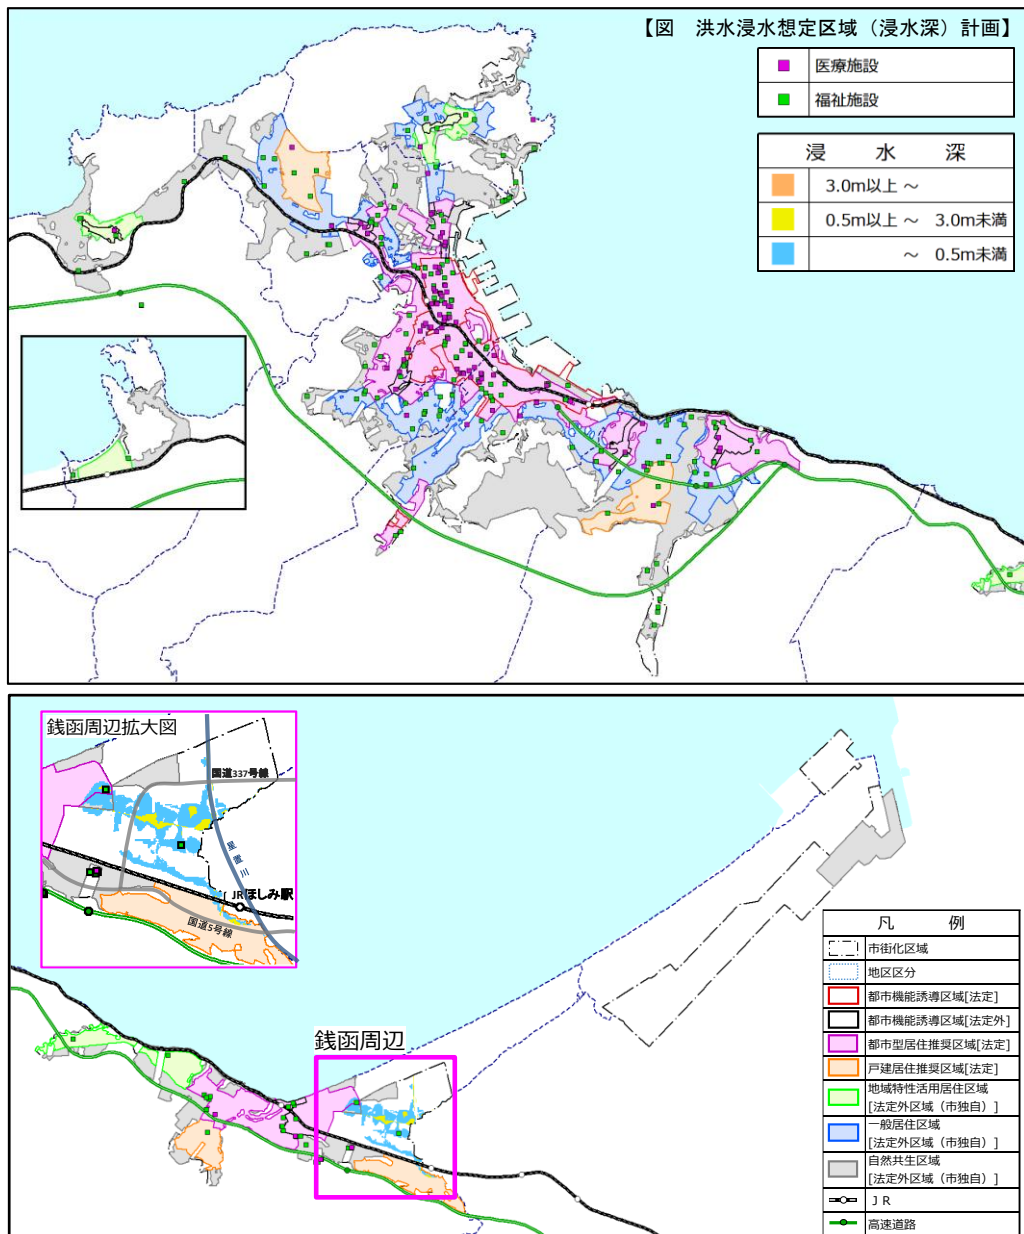 【図　洪水浸水想定区域（浸水深）計画】
医療施設
福祉施設
浸　水　深
3.0m以上 ～
0.5m以上 ～ 3.0m未満
～ 0.5m未満
銭函周辺拡大図
国道337号線
JRほしみ駅
国道5号線
銭函周辺
凡　例
市街化区域
地区区分
都市機能誘導区域[法定]
都市機能誘導区域[法定外]
都市型居住推奨区域[法定]
戸建居住推奨区域[法定]
地域特性活用居住区域
[法定外区域（市独自）]
一般居住区域
[法定外区域（市独自）]
自然共生区域
[法定外区域（市独自）]
ＪＲ
高速道路